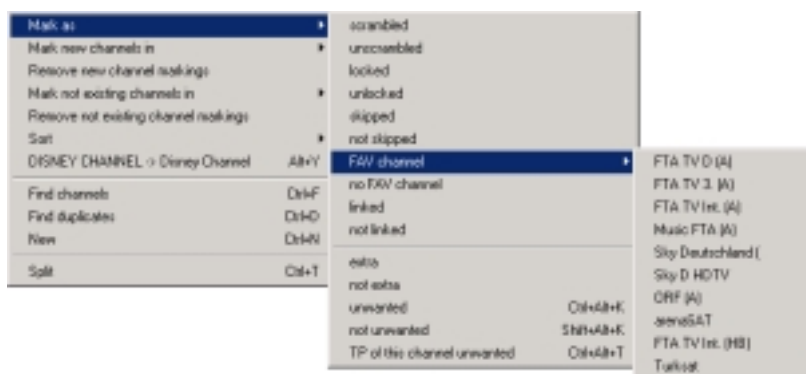 Mark as
Mark new channels in
Remove new channel markings
Mark not existing channels in
Remove not existing channel markings
Sort
DISNEY CHANNEL -> Disney Channel Alt+Y
Find channels Ctrl+F
Find duplicates Ctrl+D
New Ctrl+N
Split Ctrl+T
scrambled
unscrambled
locked
unlocked
skipped
not skipped
FAV channel
no FAV channel
linked
not linked
extra
not extra
unwanted Ctrl+Alt+K
not unwanted Shift+Alt+K
TP of this channel unwanted Ctrl+Alt+T
FTA TV D (A)
FTA TV 3. (A)
FTA TV Int. (A)
Music FTA (A)
Sky Deutschland (
Sky D HDTV
ORF (A)
arenaSAT
FTA TV Int. (HB)
Turksat